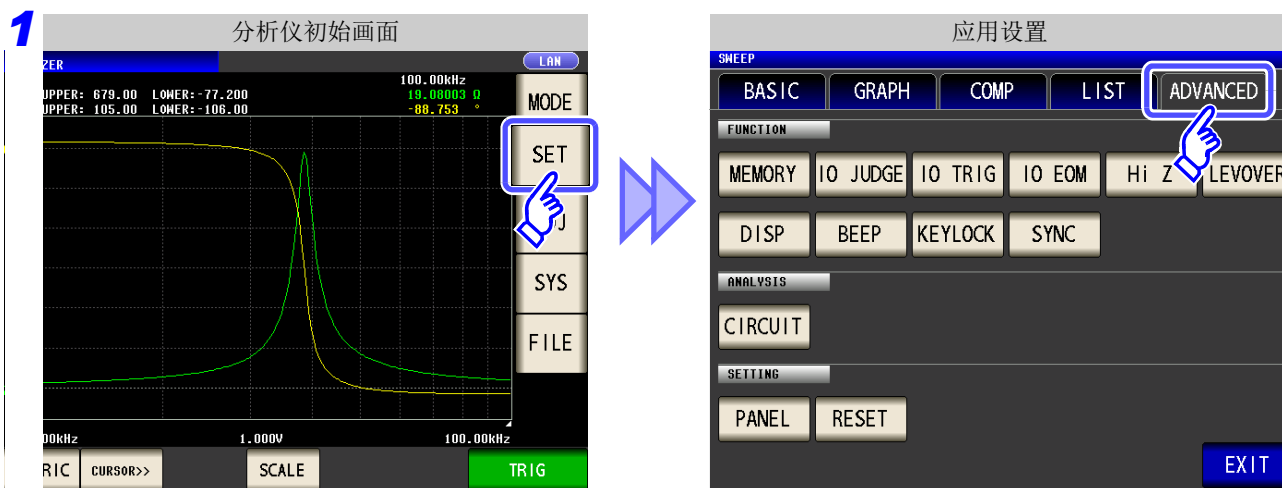 1
分析仪初始画面
ZER
LAN
UPPER: 679.00 LOWER:-77.200
UPPER: 105.00 LOWER:-106.00
100.00kHz
19.08003 Ω
-88.753 °
MODE
SET
SYS
FILE
00kHz
1.000V
100.00kHz
RIC
CURSOR>>
SCALE
TRIG
应用设置
SWEEP
BASIC
GRAPH
COMP
LIST
ADVANCED
FUNCTION
MEMORY
IO JUDGE
IO TRIG
IO EOM
Hi Z
LEVOVER
DISP
BEEP
KEYLOCK
SYNC
ANALYSIS
CIRCUIT
SETTING
PANEL
RESET
EXIT